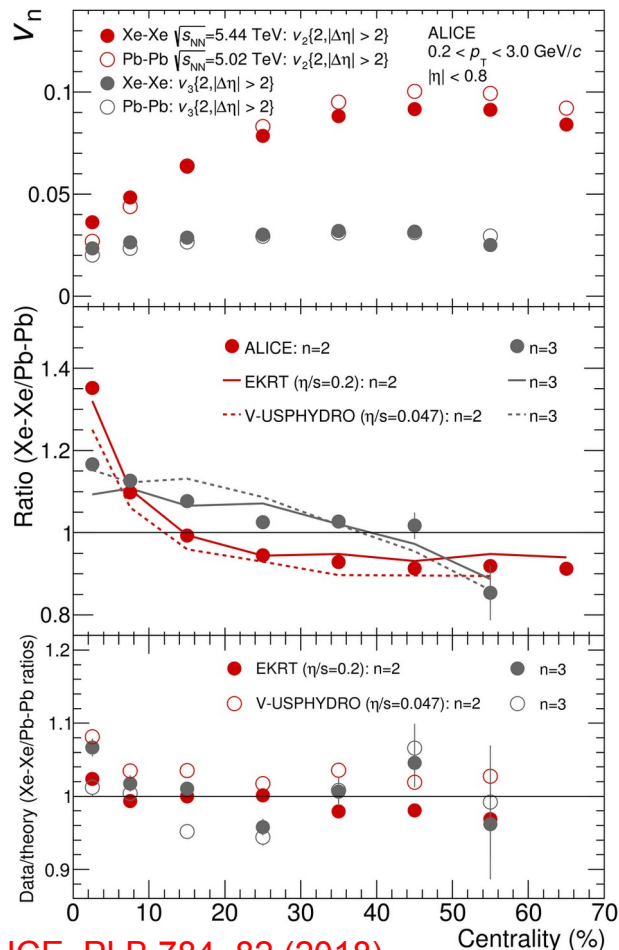 v_n
Xe-Xe √s_NN=5.44 TeV: v_2{2,|Δη| > 2}
Pb-Pb √s_NN=5.02 TeV: v_2{2,|Δη| > 2}
Xe-Xe: v_3{2,|Δη| > 2}
Pb-Pb: v_3{2,|Δη| > 2}
ALICE
0.2 < p_T < 3.0 GeV/c
|η| < 0.8
0.1
0.05
0
Ratio (Xe-Xe/Pb-Pb)
ALICE: n=2 n=3
EKRT (η/s=0.2): n=2 n=3
V-USPHYDRO (η/s=0.047): n=2 n=3
1.4
1.2
1
0.8
Data/theory (Xe-Xe/Pb-Pb ratios)
EKRT (η/s=0.2): n=2 n=3
V-USPHYDRO (η/s=0.047): n=2 n=3
1.2
1.1
1
0.9
0 10 20 30 40 50 60 70
Centrality (%)